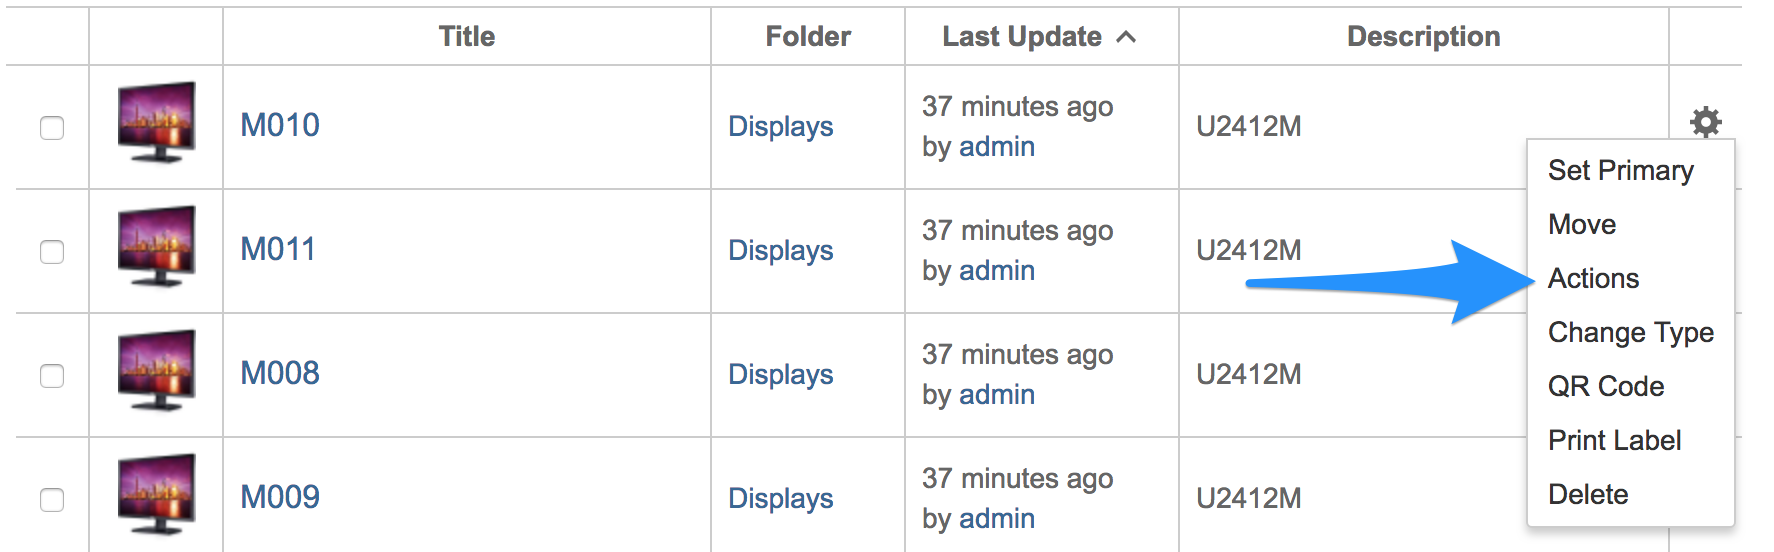 Title Folder Last Update Description
M010 Displays 37 minutes ago by admin U2412M
M011 Displays 37 minutes ago by admin U2412M
M008 Displays 37 minutes ago by admin U2412M
M009 Displays 37 minutes ago by admin U2412M
Set Primary
Move
Actions
Change Type
QR Code
Print Label
Delete